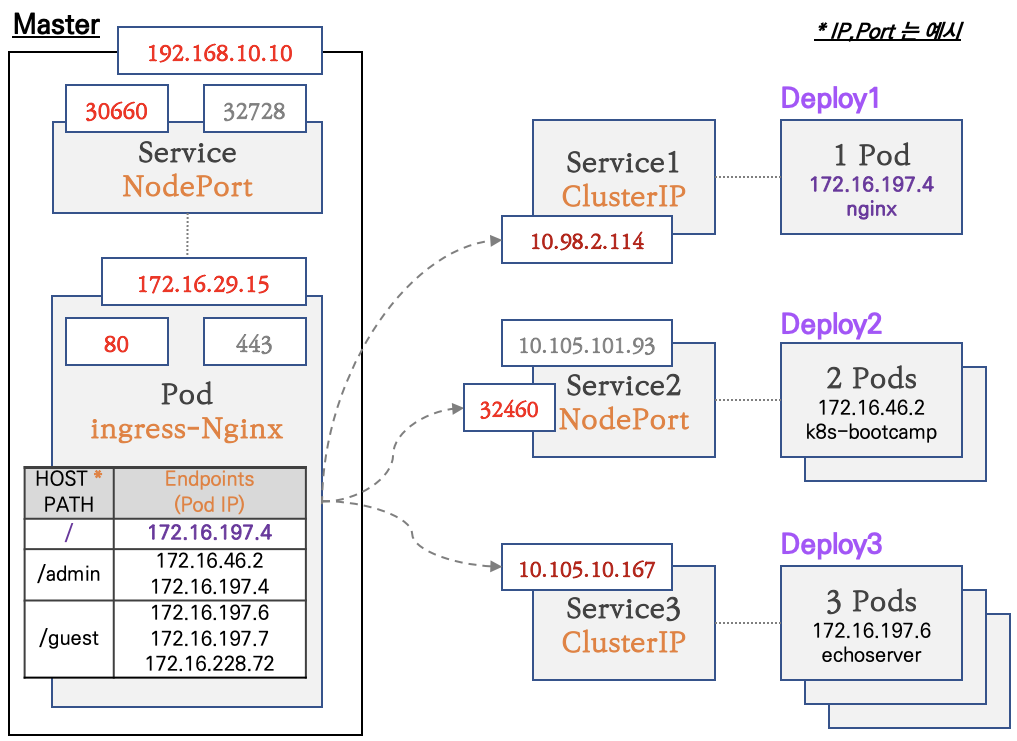 Master
* IP,Port 는 예시
192.168.10.10
30660
32728
Service
NodePort
172.16.29.15
80
443
Pod
ingress-Nginx
HOST *
PATH
Endpoints
(Pod IP)
/
172.16.197.4
/admin
172.16.46.2
172.16.197.4
/guest
172.16.197.6
172.16.197.7
172.16.228.72
Service1
ClusterIP
10.98.2.114
Deploy1
1 Pod
172.16.197.4
nginx
10.105.101.93
Service2
32460
NodePort
Deploy2
2 Pods
172.16.46.2
k8s-bootcamp
10.105.10.167
Service3
ClusterIP
Deploy3
3 Pods
172.16.197.6
echoserver